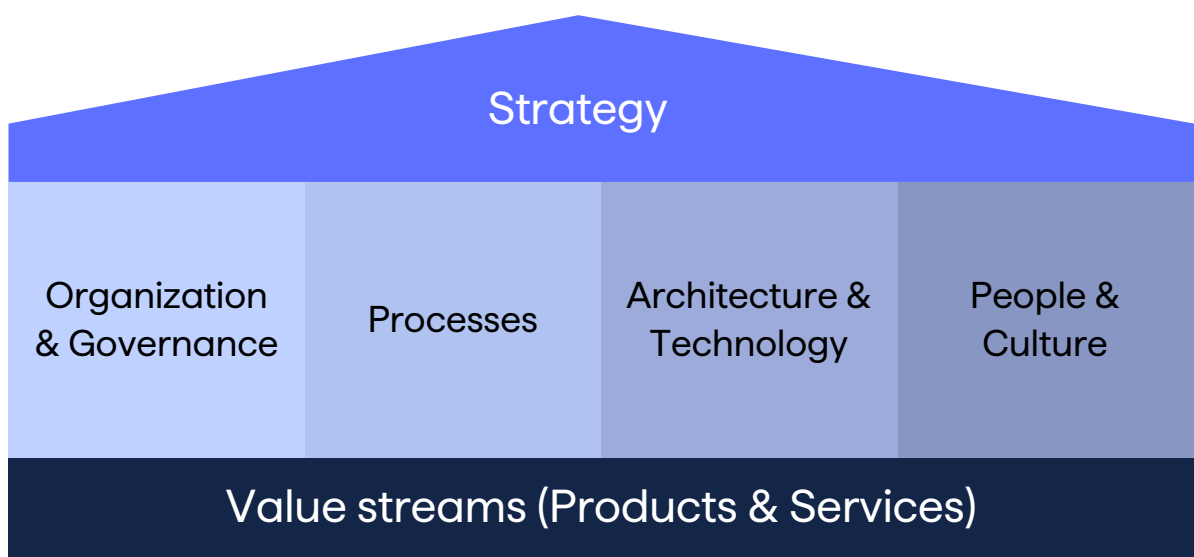 Strategy
Organization
& Governance
Processes
Architecture &
Technology
People &
Culture
Value streams (Products & Services)